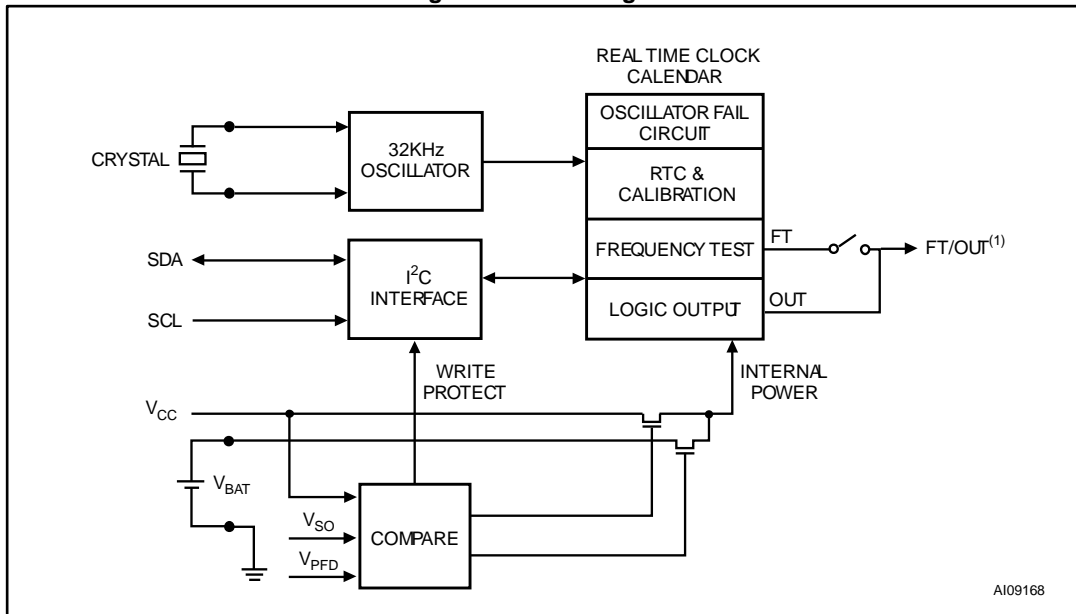 REAL TIME CLOCK
CALENDAR
OSCILLATOR FAIL
CIRCUIT
CRYSTAL
32KHz
OSCILLATOR
RTC &
CALIBRATION
FREQUENCY TEST
FT
FT/OUT(1)
SDA
I2C
INTERFACE
LOGIC OUTPUT
OUT
SCL
WRITE
PROTECT
INTERNAL
POWER
VCC
VBAT
VSO
COMPARE
VPFD
AI09168